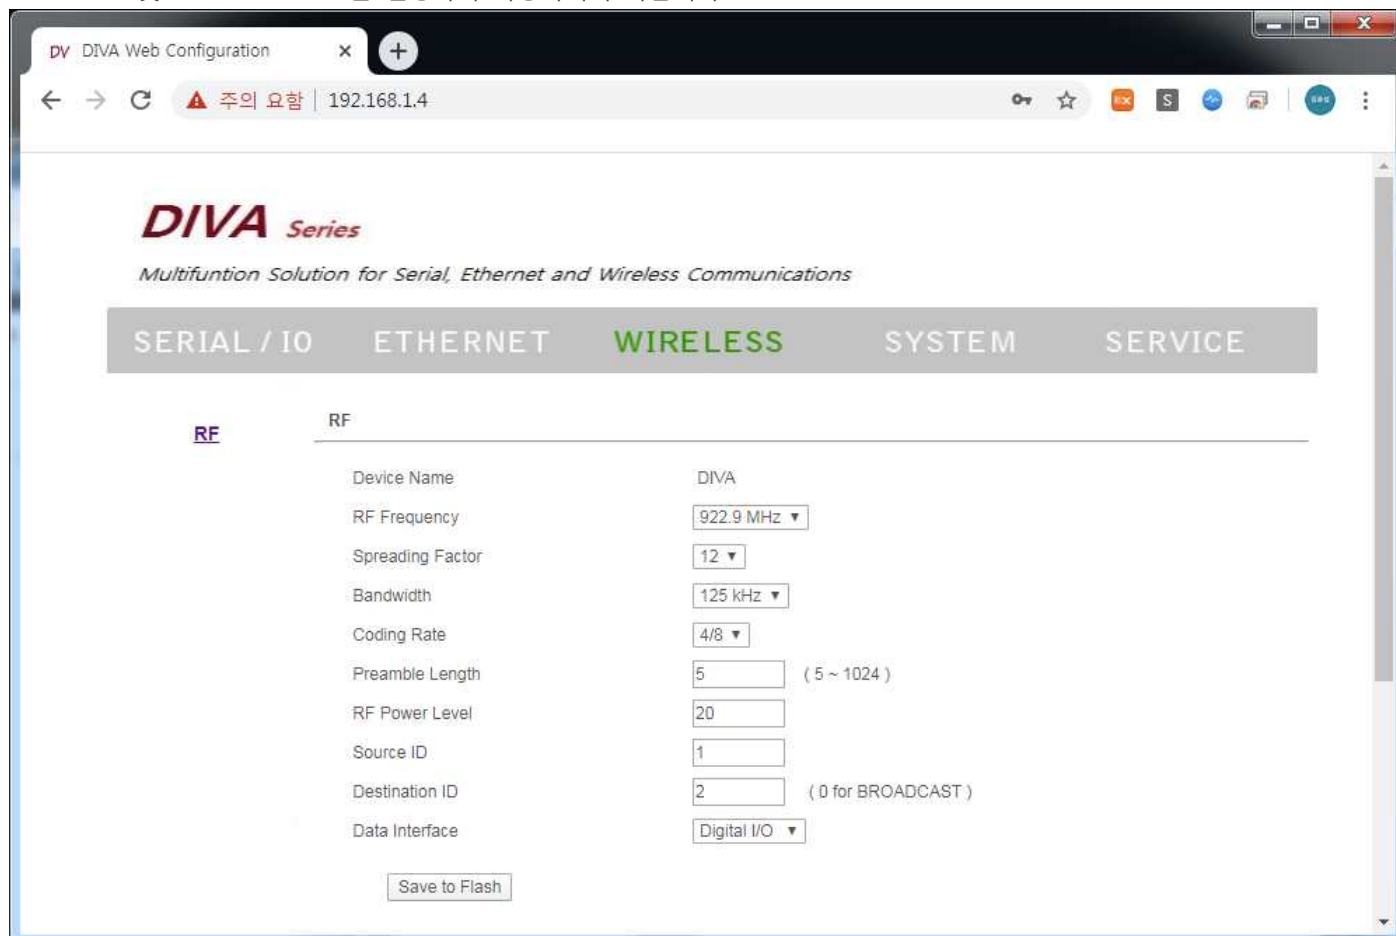 DV DIVA Web Configuration
주의 요함 | 192.168.1.4
DIVA Series
Multifuntion Solution for Serial, Ethernet and Wireless Communications
SERIAL / IO ETHERNET WIRELESS SYSTEM SERVICE
RF
RF
Device Name DIVA
RF Frequency 922.9 MHz
Spreading Factor 12
Bandwidth 125 kHz
Coding Rate 4/8
Preamble Length 5 ( 5 ~ 1024 )
RF Power Level 20
Source ID 1
Destination ID 2 ( 0 for BROADCAST )
Data Interface Digital I/O
Save to Flash